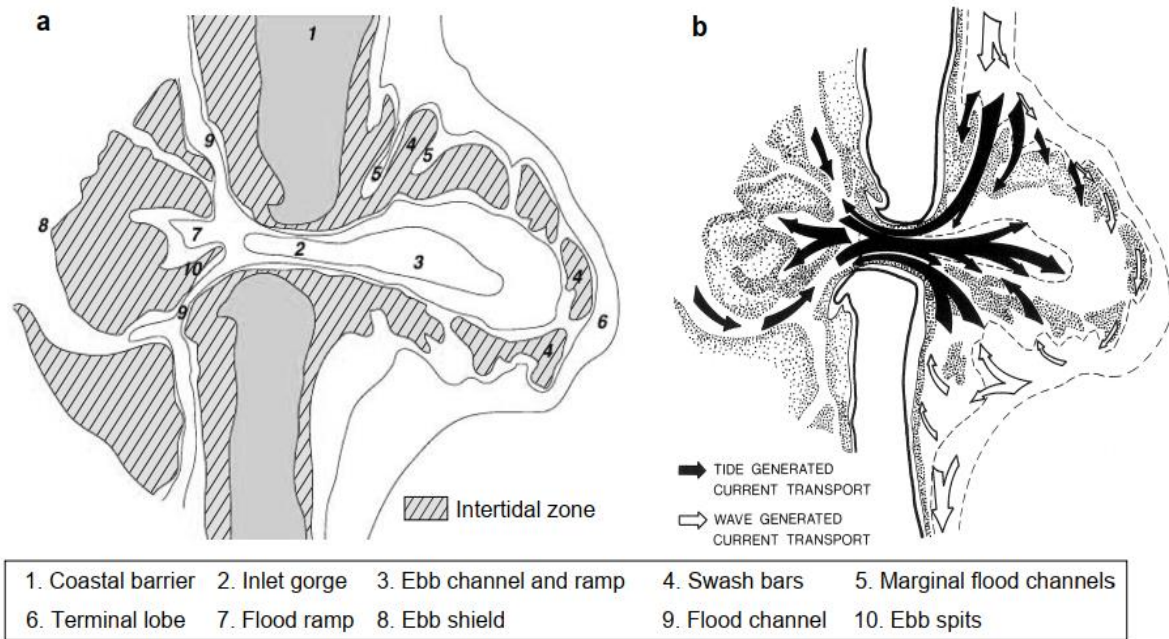 a
1
9
4
5
5
8
7
2
3
10
4
9
6
4
Intertidal zone
b
TIDE GENERATED
CURRENT TRANSPORT
WAVE GENERATED
CURRENT TRANSPORT
1. Coastal barrier 2. Inlet gorge 3. Ebb channel and ramp 4. Swash bars 5. Marginal flood channels
6. Terminal lobe 7. Flood ramp 8. Ebb shield 9. Flood channel 10. Ebb spits